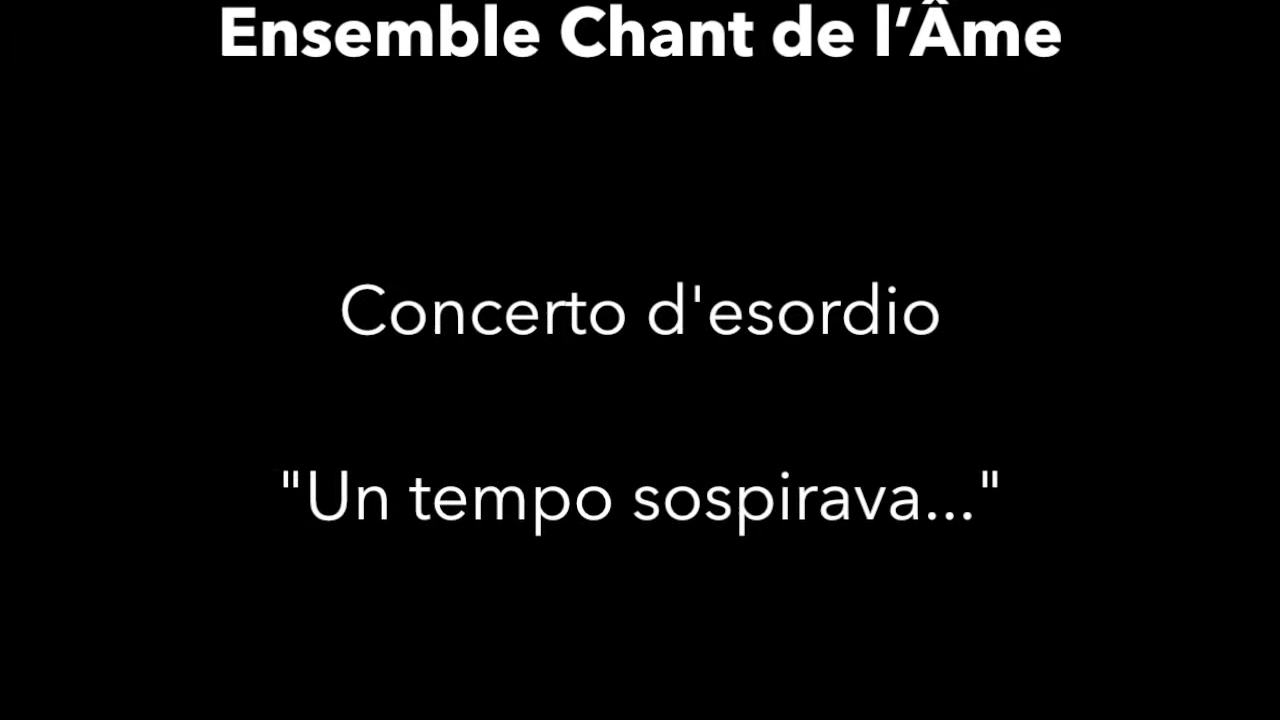 Ensemble Chant de l’Âme
Concerto d'esordio
"Un tempo sospirava..."